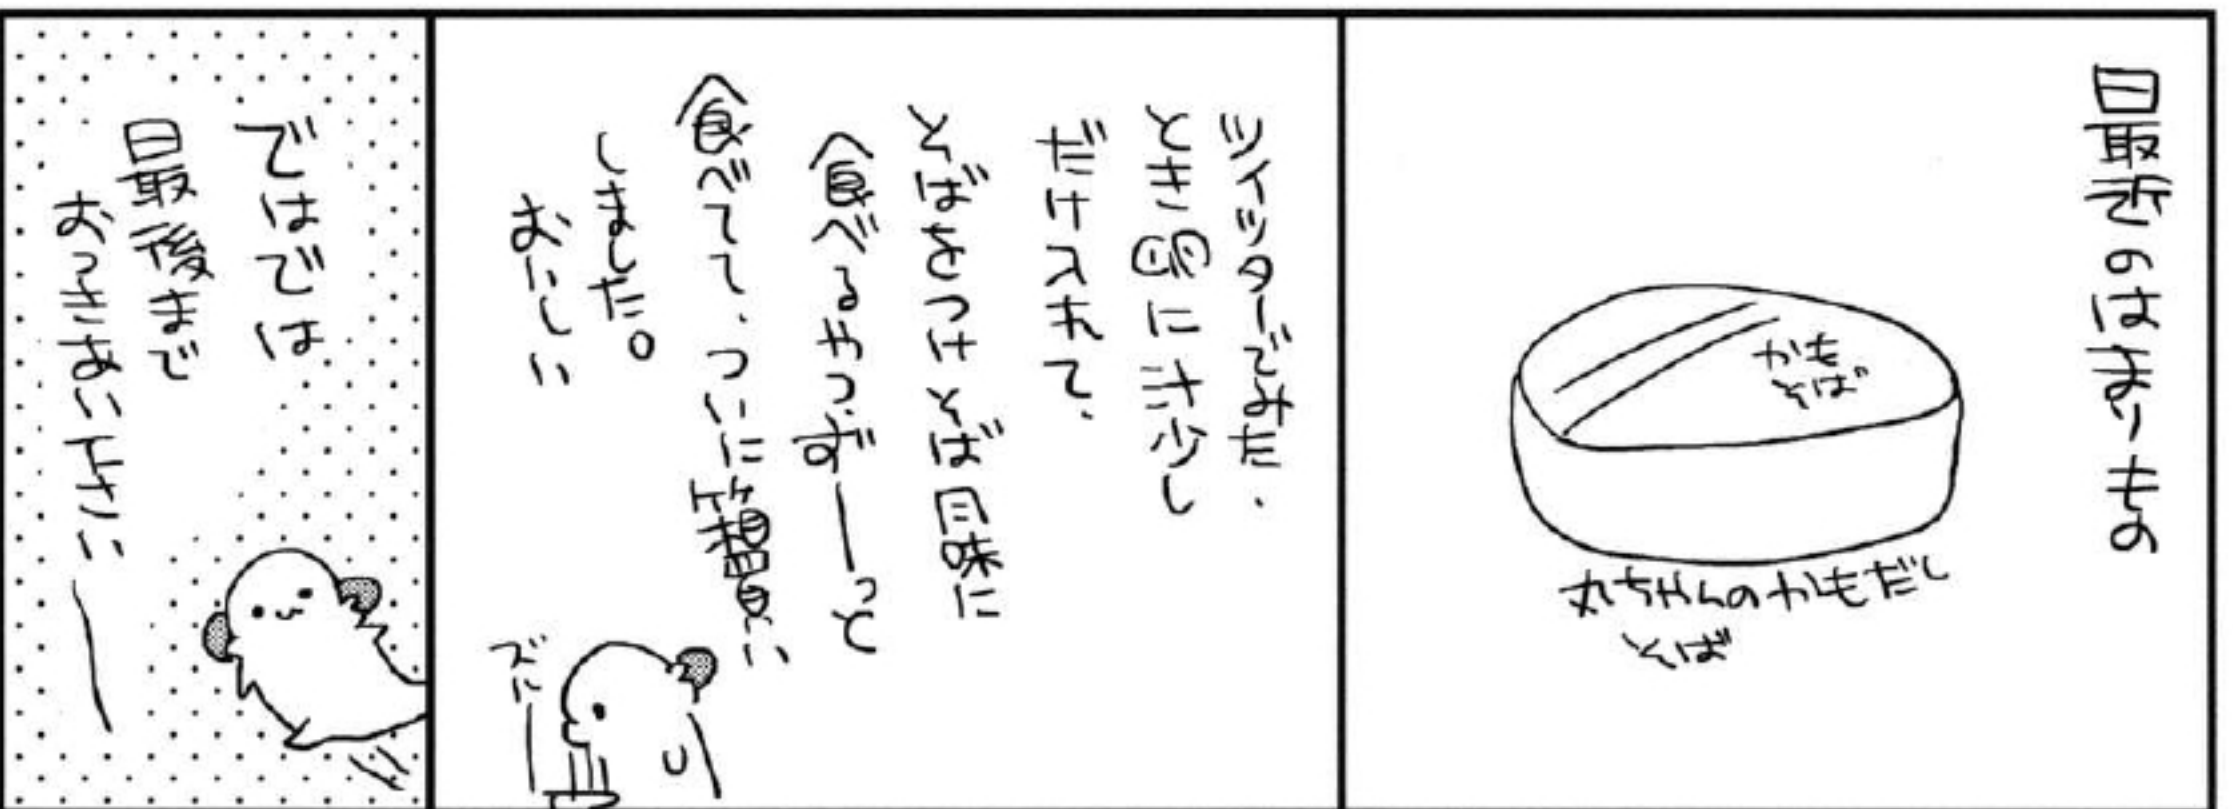 最近のはまりもの
かも
そば
丸ちゃんのかもだし
そば
ツイッターでみた、
とき卵に汁少し
だけ入れて、
そばをつけそば風味に
食べるやつずーっと
食べてて、ついに箱買い
しました。
おいしい
ズズー
ではでは
最後まで
おつきあい下さいー